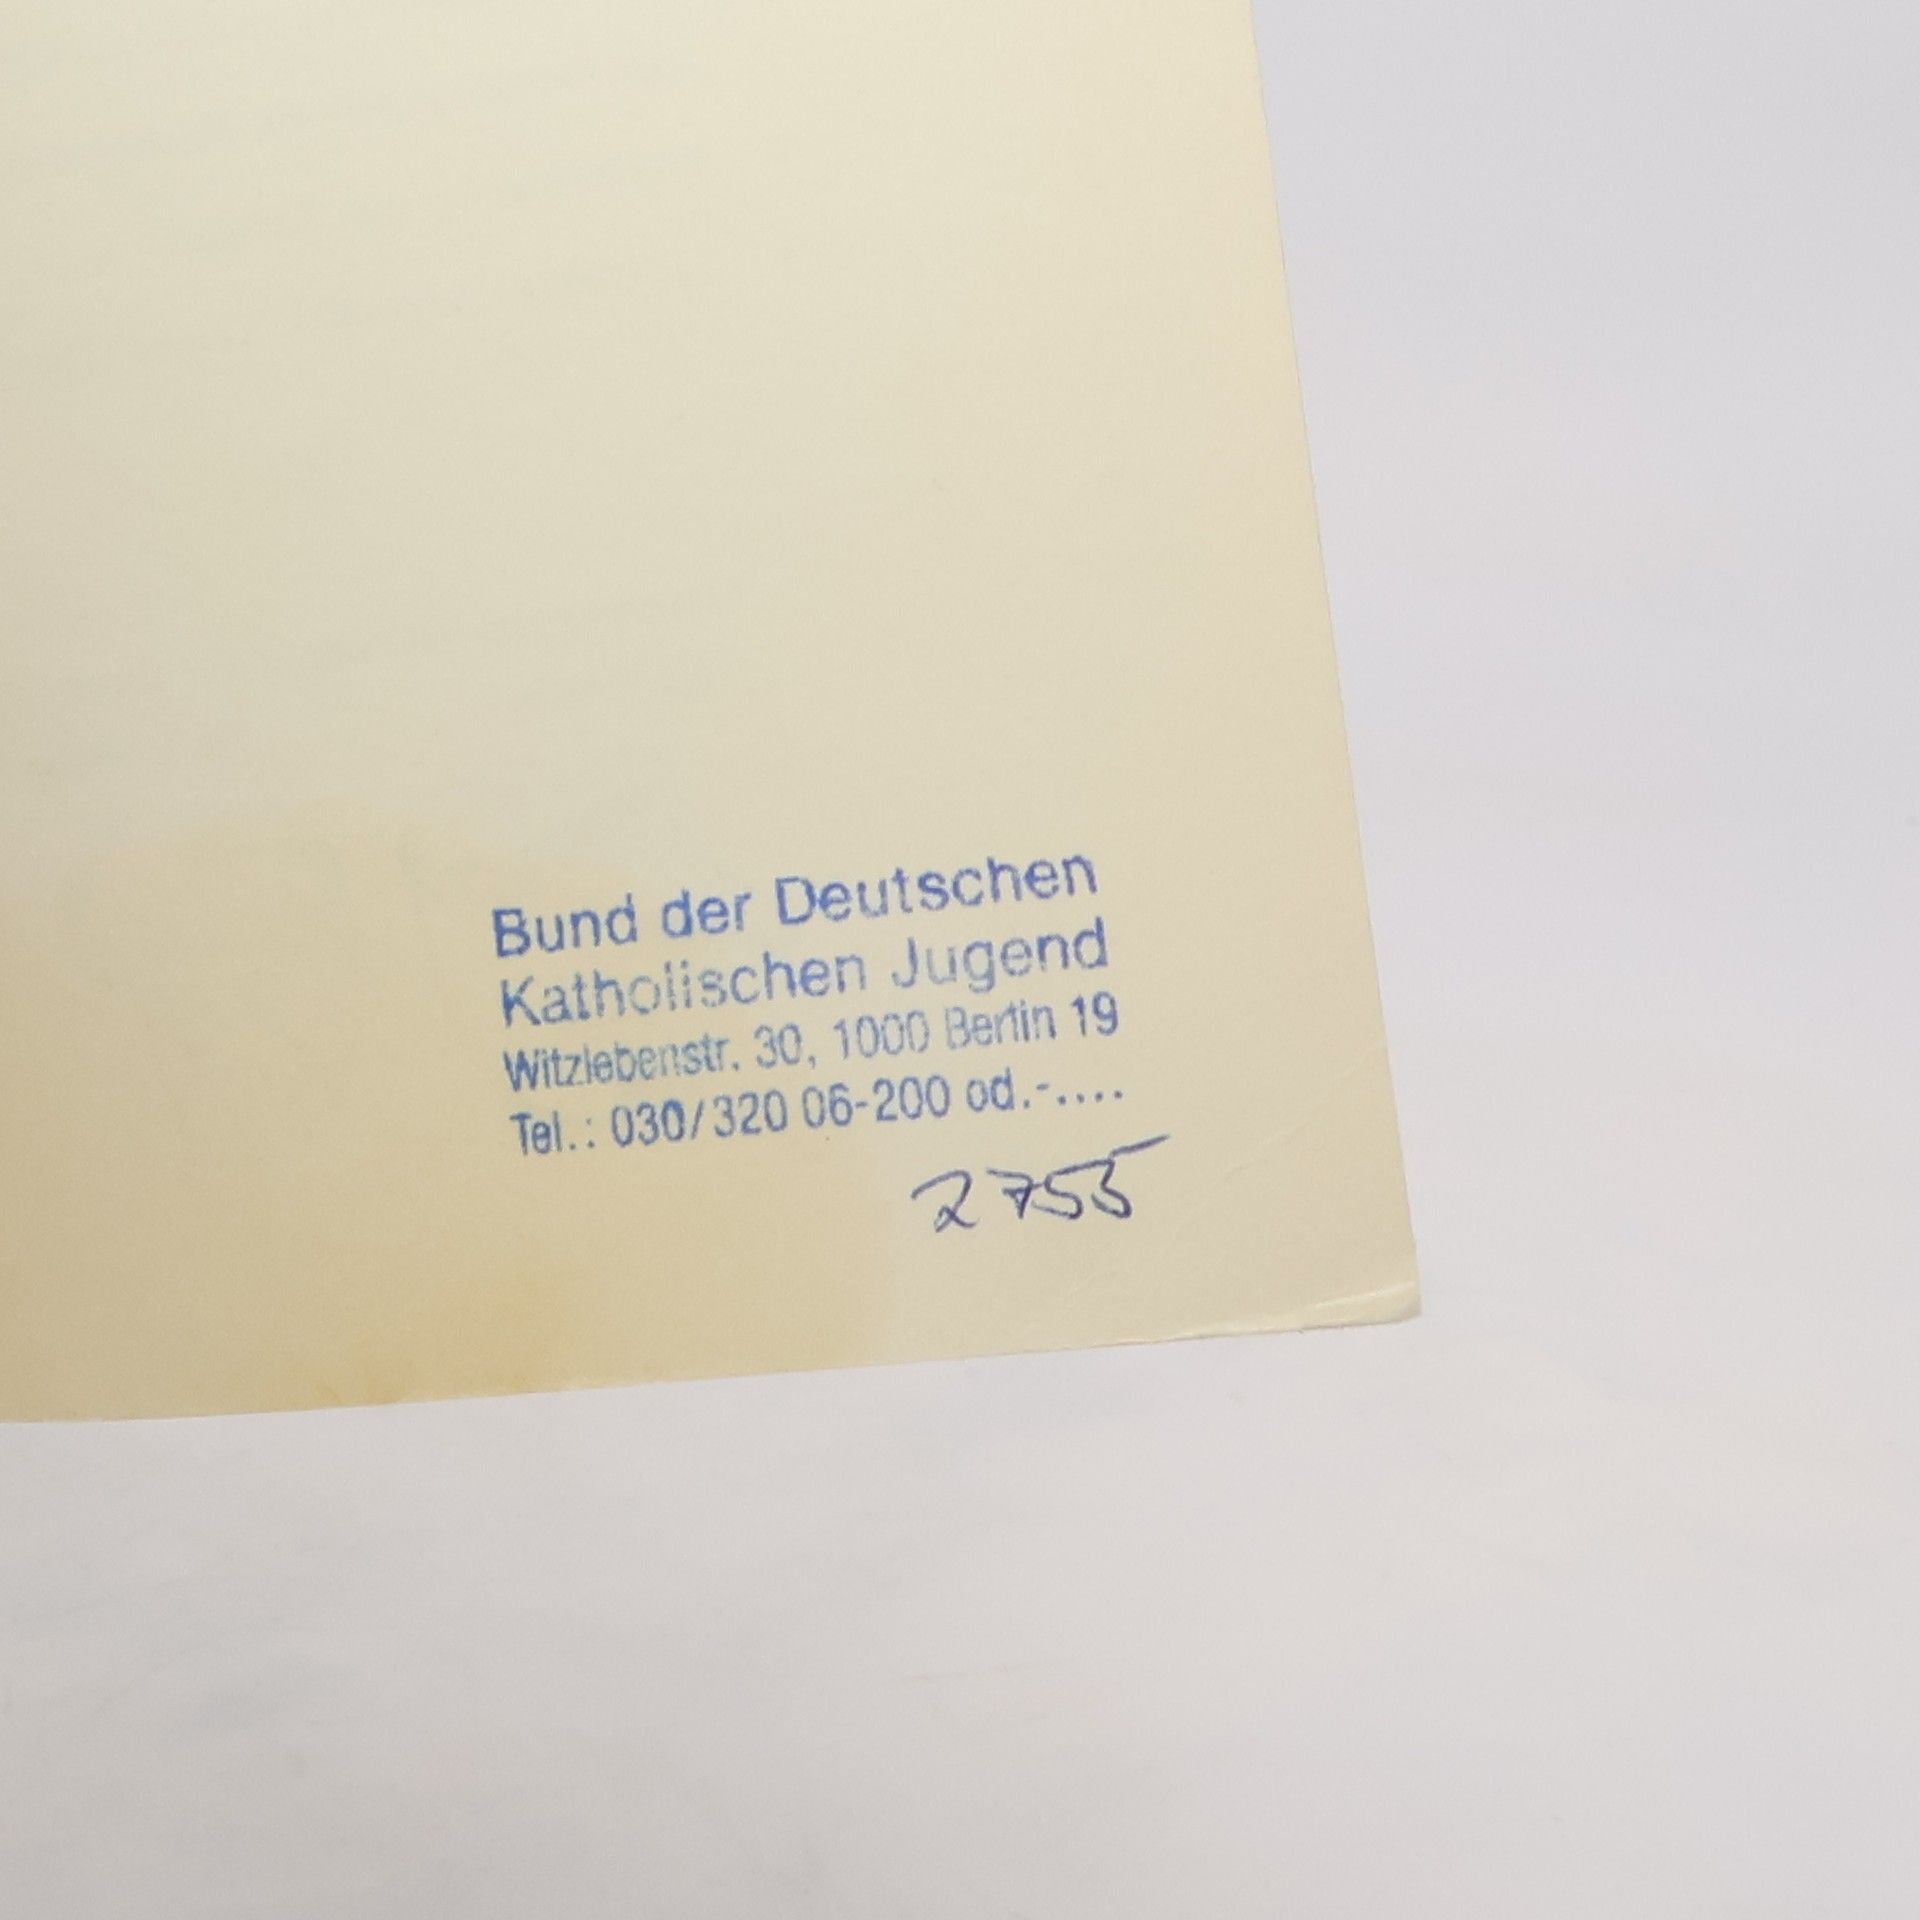 Bund der Deutschen
Katholischen Jugend
Witzlebenstr. 30, 1000 Berlin 19
Tel.: 030/320 06-200 od.-....
2755